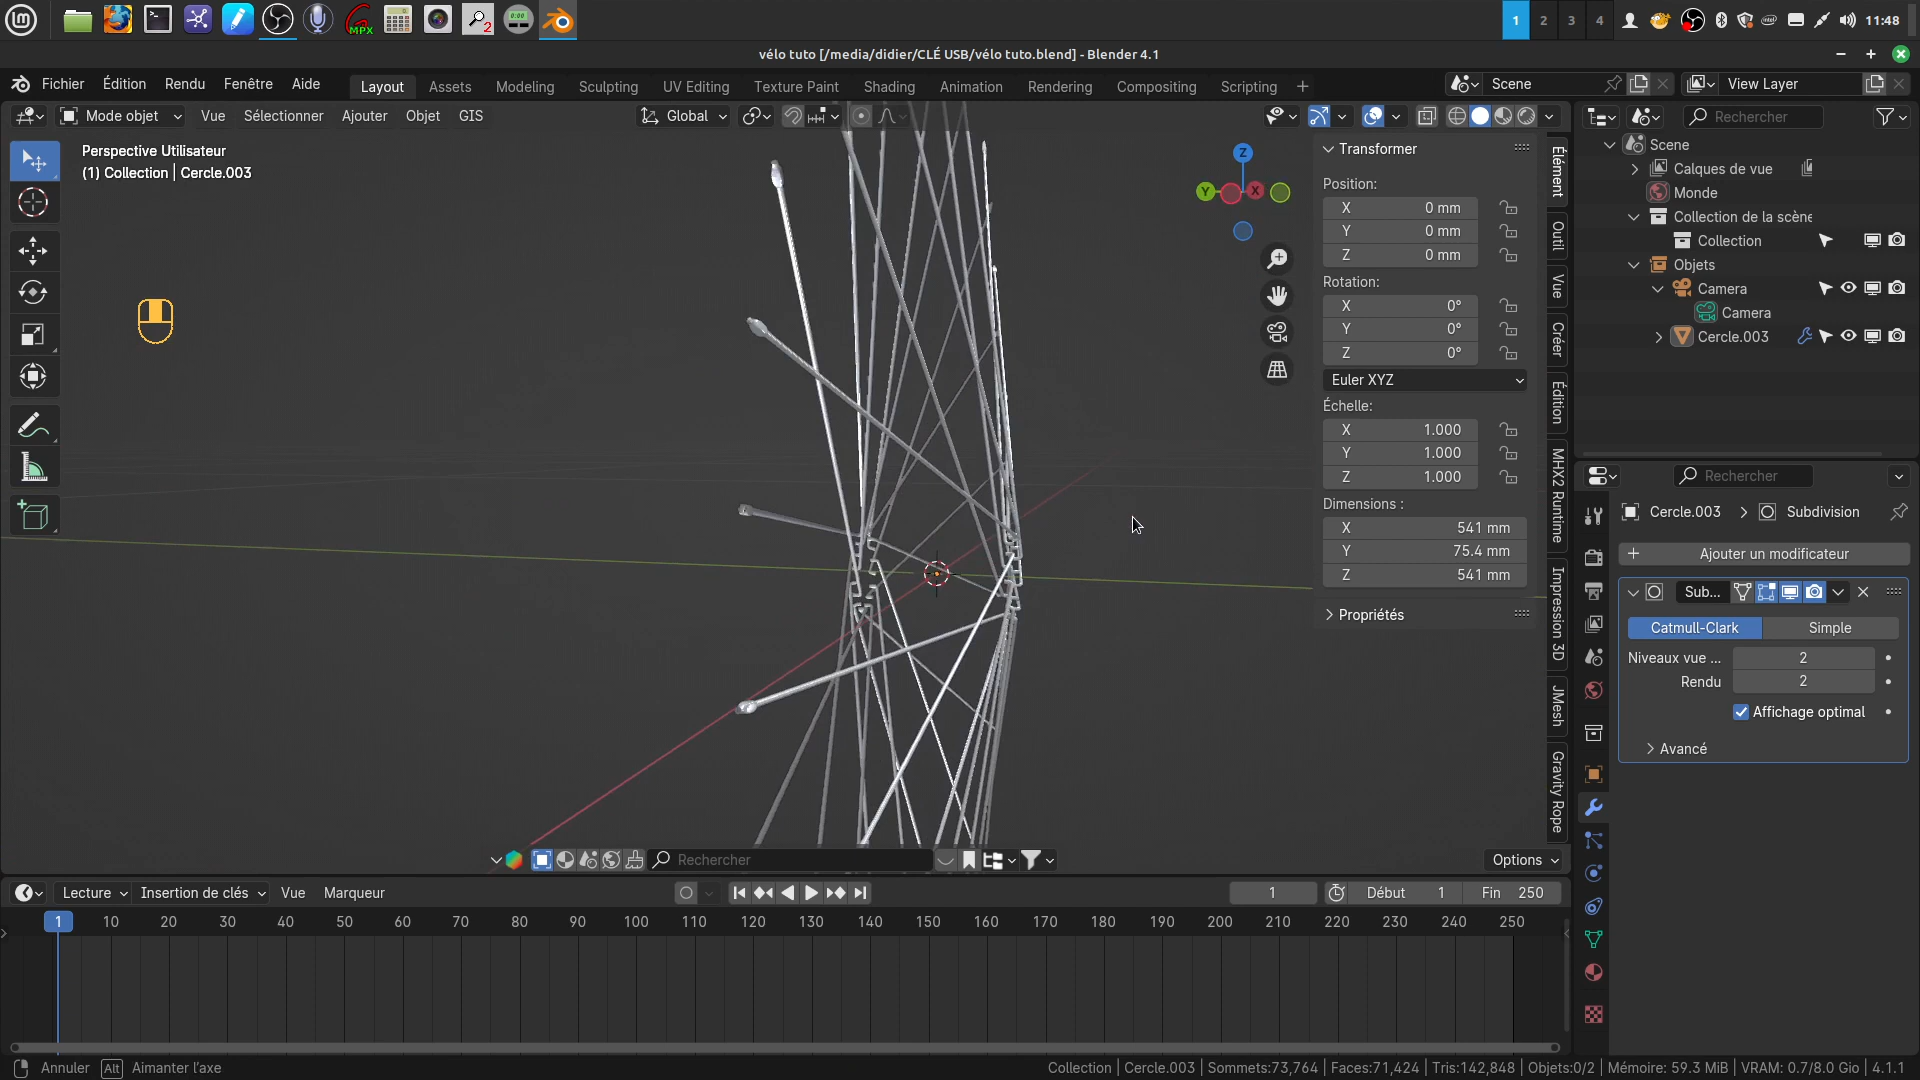 MPX
2
0:00
1 2 3 4
11:48
vélo tuto [/media/didier/CLÉ USB/vélo tuto.blend] - Blender 4.1
Fichier Édition Rendu Fenêtre Aide Layout Assets Modeling Sculpting UV Editing Texture Paint Shading Animation Rendering Compositing Scripting + Scene View Layer
Mode objet Vue Sélectionner Ajouter Objet GIS Global
Rechercher
Perspective Utilisateur
(1) Collection | Cercle.003
Z
Y
X
Transformer
Position:
X 0 mm
Y 0 mm
Z 0 mm
Rotation:
X 0°
Y 0°
Z 0°
Euler XYZ
Échelle:
X 1.000
Y 1.000
Z 1.000
Dimensions :
X 541 mm
Y 75.4 mm
Z 541 mm
Propriétés
Élément
Outil
Vue
Créer
Édition
MHX2 Runtime
Impression 3D
JMesh
Gravity Rope
Scene
Calques de vue
Monde
Collection de la scène
Collection
Objets
Camera
Camera
Cercle.003
Rechercher
Cercle.003 > Subdivision
+ Ajouter un modificateur
Sub...
Catmull-Clark Simple
Niveaux vue ... 2
Rendu 2
Affichage optimal
Avancé
Rechercher
Options
Lecture Insertion de clés Vue Marqueur 1 Début 1 Fin 250
1 10 20 30 40 50 60 70 80 90 100 110 120 130 140 150 160 170 180 190 200 210 220 230 240 250
Annuler Alt Aimanter l'axe
Collection | Cercle.003 | Sommets:73,764 | Faces:71,424 | Tris:142,848 | Objets:0/2 | Mémoire: 59.3 MiB | VRAM: 0.7/8.0 Gio | 4.1.1